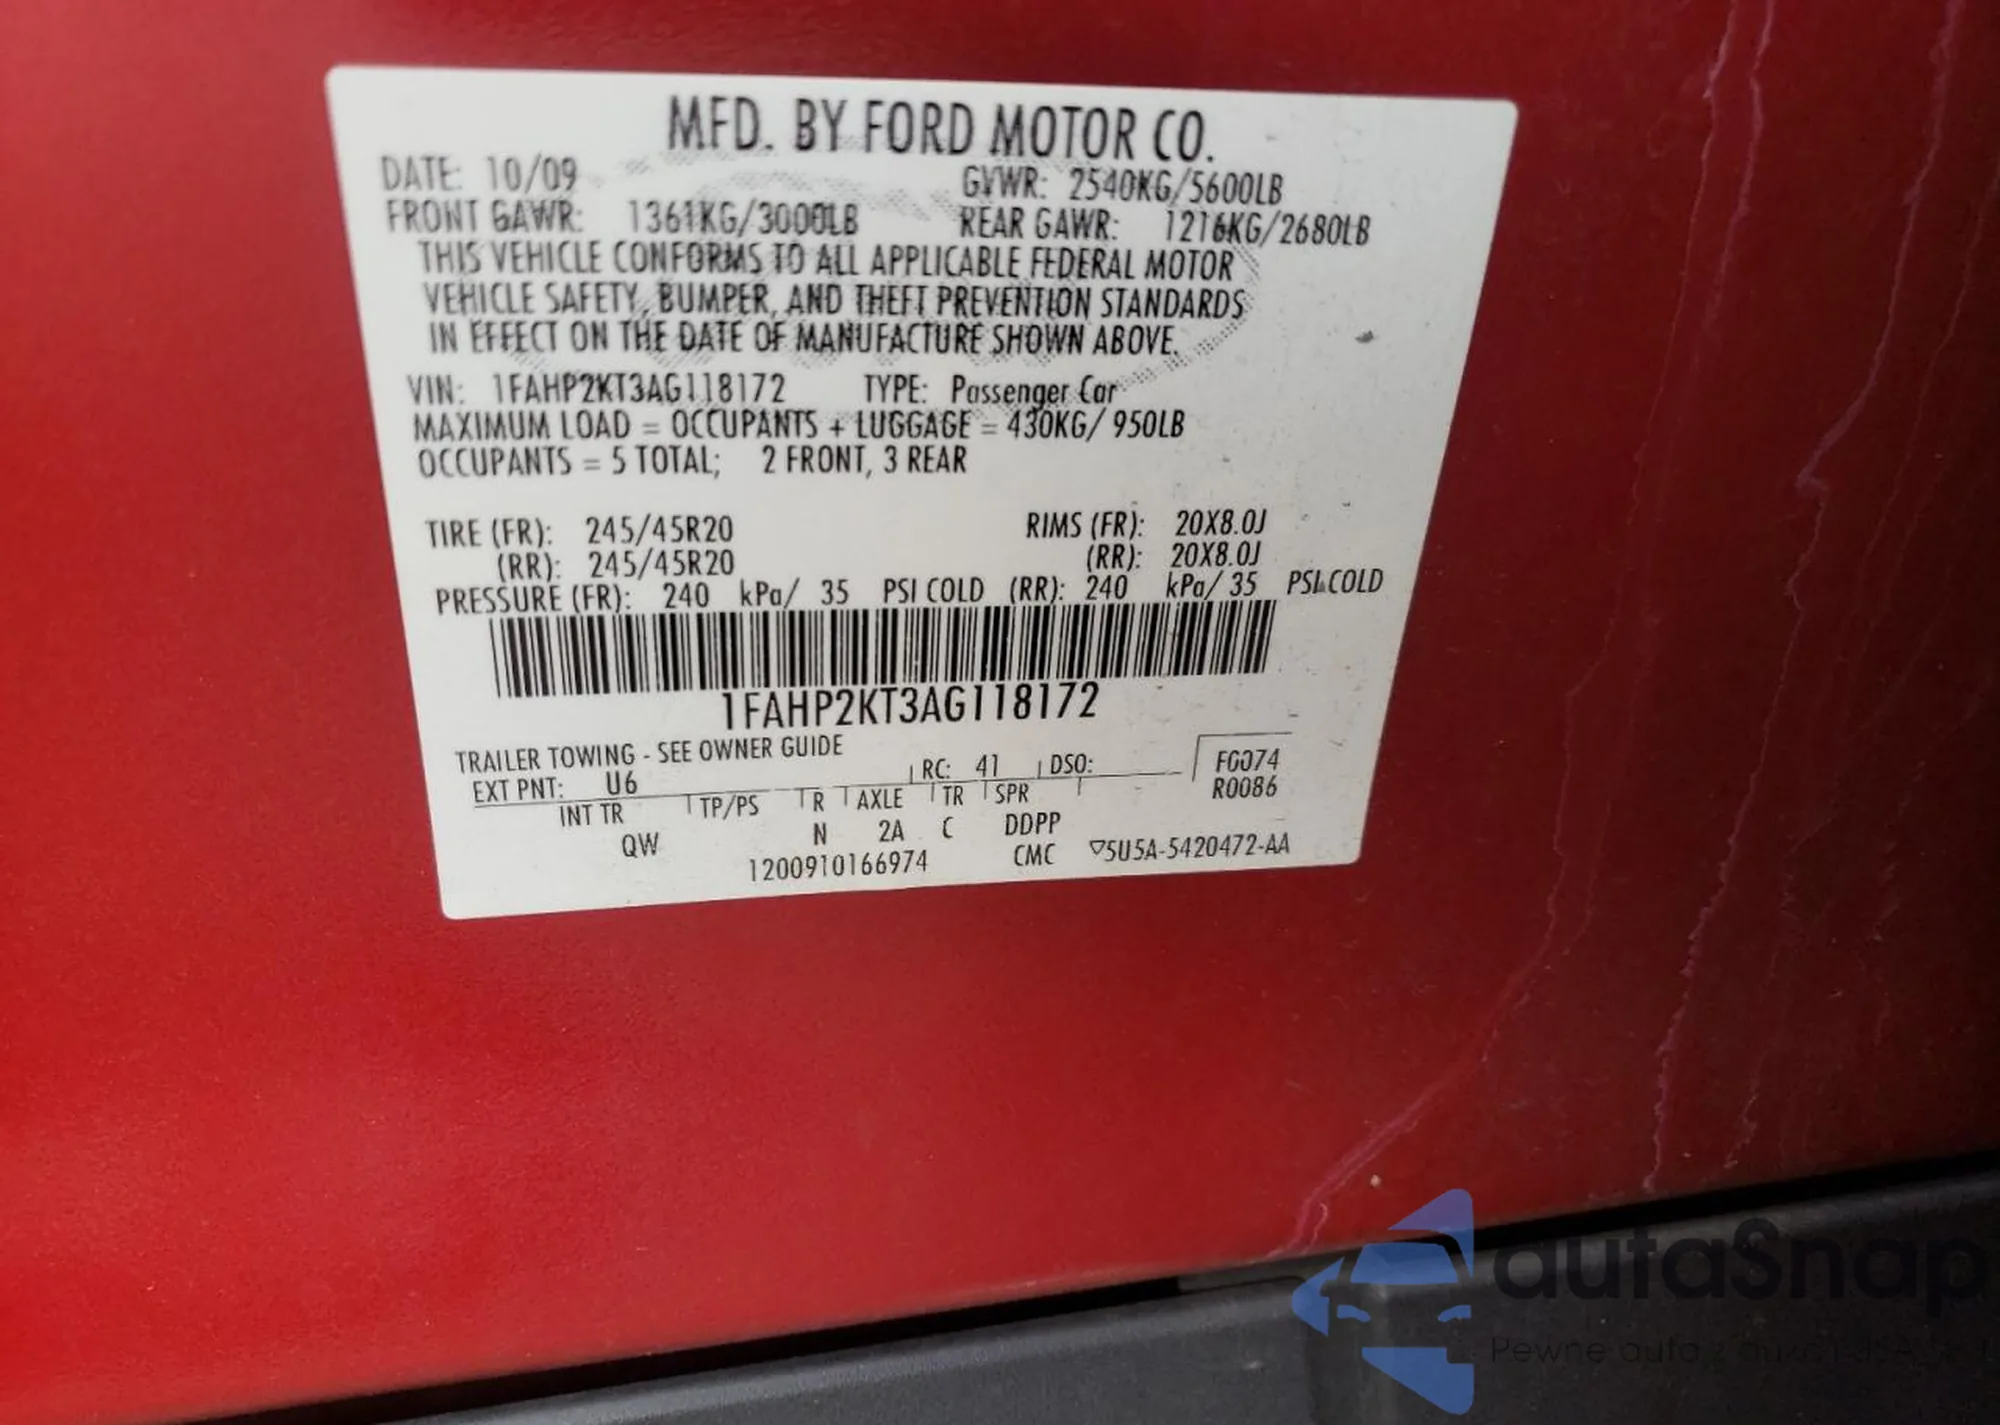 MFD. BY FORD MOTOR CO.
DATE: 10/09 GVWR: 2540KG/5600LB
FRONT GAWR: 1361KG/3000LB REAR GAWR: 1216KG/2680LB
THIS VEHICLE CONFORMS TO ALL APPLICABLE FEDERAL MOTOR
VEHICLE SAFETY, BUMPER, AND THEFT PREVENTION STANDARDS
IN EFFECT ON THE DATE OF MANUFACTURE SHOWN ABOVE.
VIN: 1FAHP2KT3AG118172 TYPE: Passenger Car
MAXIMUM LOAD = OCCUPANTS + LUGGAGE = 430KG/ 950LB
OCCUPANTS = 5 TOTAL; 2 FRONT, 3 REAR
TIRE (FR): 245/45R20 RIMS (FR): 20X8.0J
(RR): 245/45R20 (RR): 20X8.0J
PRESSURE (FR): 240 kPa/ 35 PSI COLD (RR): 240 kPa/ 35 PSI COLD
1FAHP2KT3AG118172
TRAILER TOWING - SEE OWNER GUIDE
EXT PNT: U6 RC: 41 DSO: FG074
INT TR TP/PS R AXLE TR SPR R0086
QW N 2A C DDPP
1200910166974 CMC ▽5U5A-5420472-AA
autaSnap
Pewne auta z